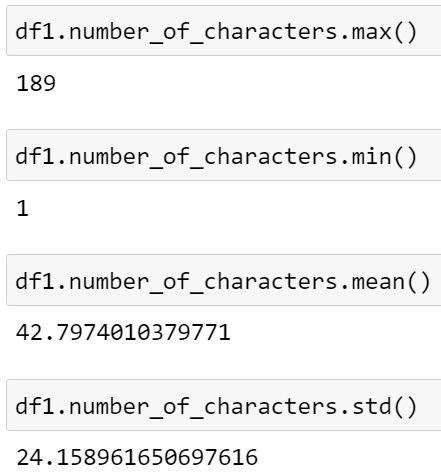 df1.number_of_characters.max()
189
df1.number_of_characters.min()
1
df1.number_of_characters.mean()
42.7974010379771
df1.number_of_characters.std()
24.158961650697616